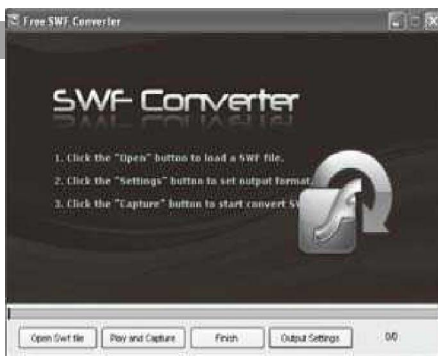 Free SWF Converter
SWF Converter
1. Click the "Open" button to load a SWF file.
2. Click the "Settings" button to set output format.
3. Click the "Capture" button to start convert
Open Swf file Play and Capture Finish Output Settings 0/0